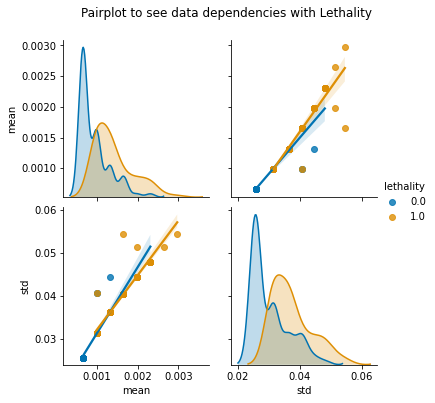 Pairplot to see data dependencies with Lethality
0.0030
0.0025
0.0020
0.0015
0.0010
mean
lethality
0.0
1.0
0.06
0.05
0.04
0.03
std
0.001 0.002 0.003
mean
0.02 0.04 0.06
std